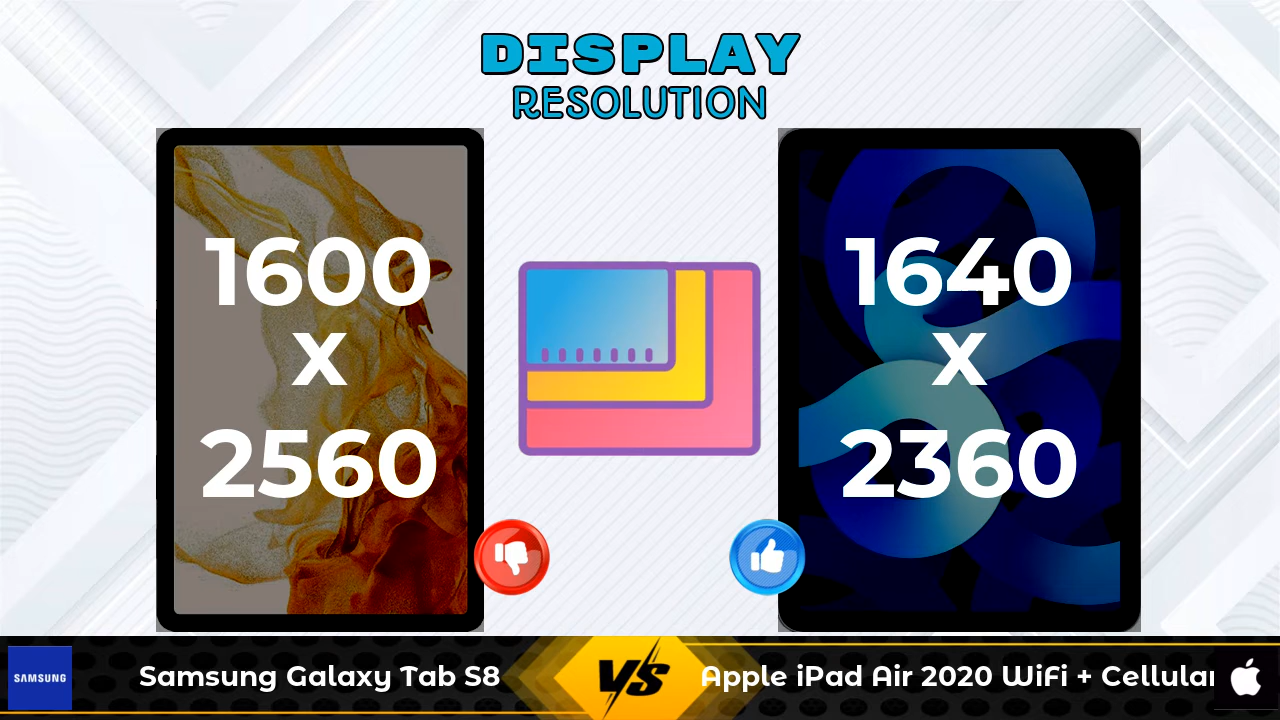 DISPLAY
RESOLUTION
1600
x
2560
1640
x
2360
SAMSUNG
Samsung Galaxy Tab S8
VS
Apple iPad Air 2020 WiFi + Cellular